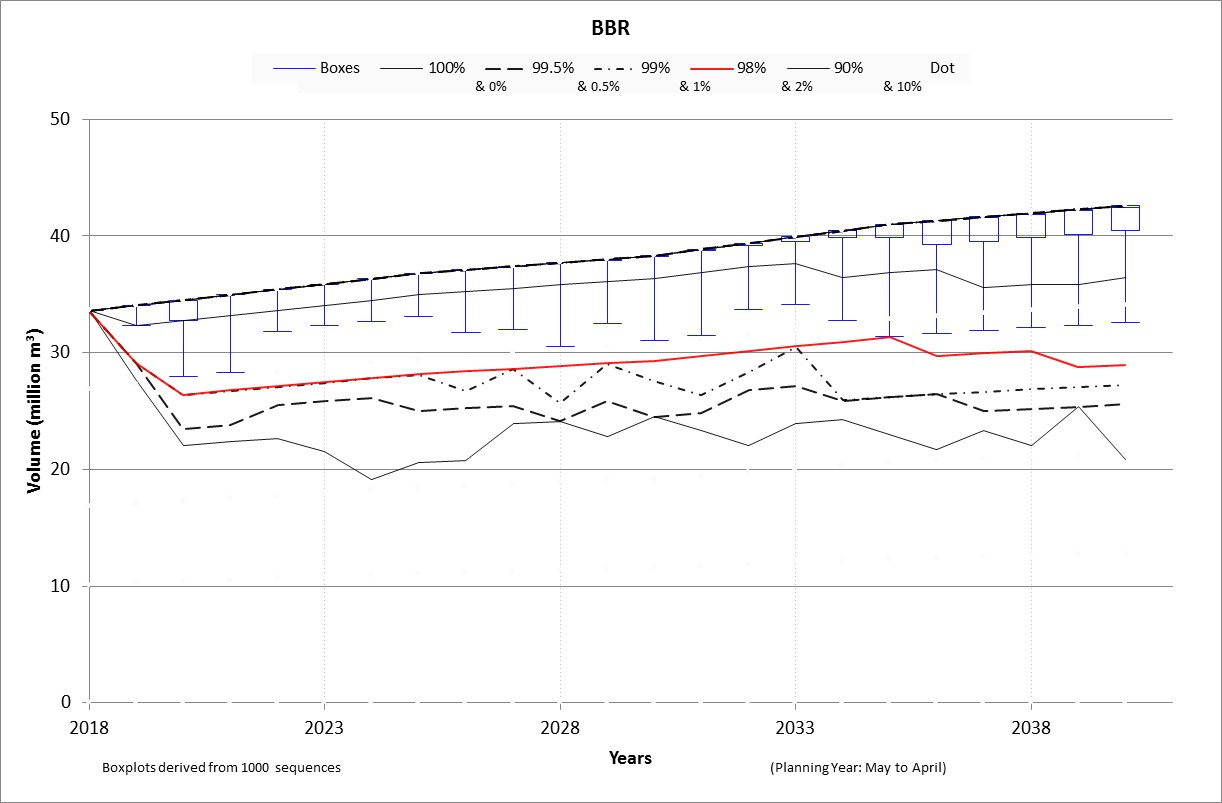 BBR
Boxes 100% 99.5% 99% 98% 90% Dot
& 0% & 0.5% & 1% & 2% & 10%
50
40
30
20
10
0
Volume (million m³)
2018 2023 2028 2033 2038
Years
Boxplots derived from 1000 sequences (Planning Year: May to April)